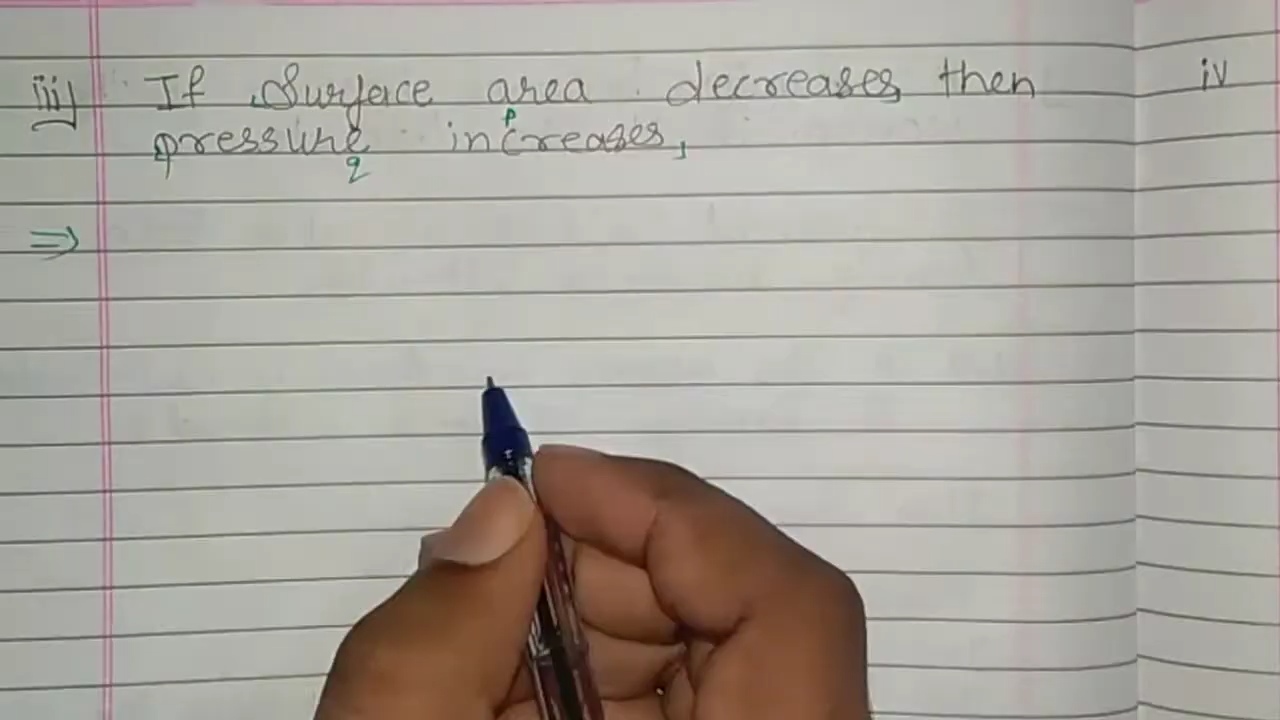 iii) If Surface area decreases then
p
pressure increases,
q
⇒
iv